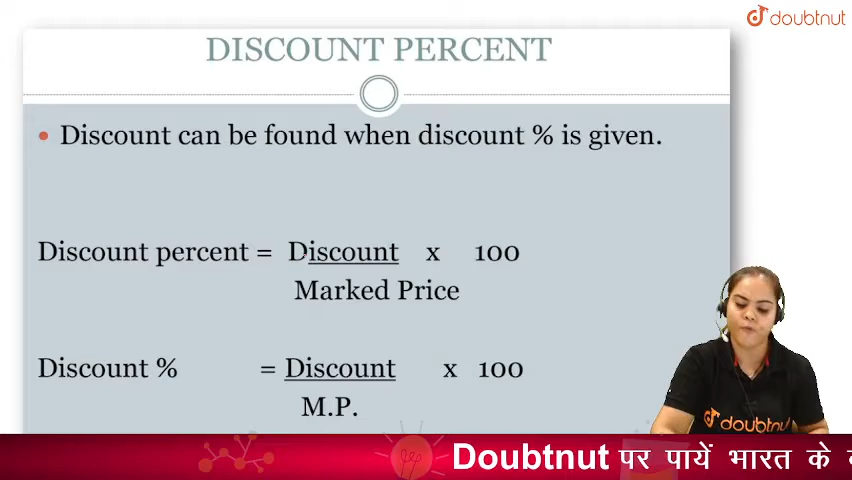 doubtnut
DISCOUNT PERCENT
• Discount can be found when discount % is given.
Discount percent = Discount x 100
Marked Price
Discount % = Discount x 100
M.P.
doubtnut
Doubtnut पर पायें भारत के